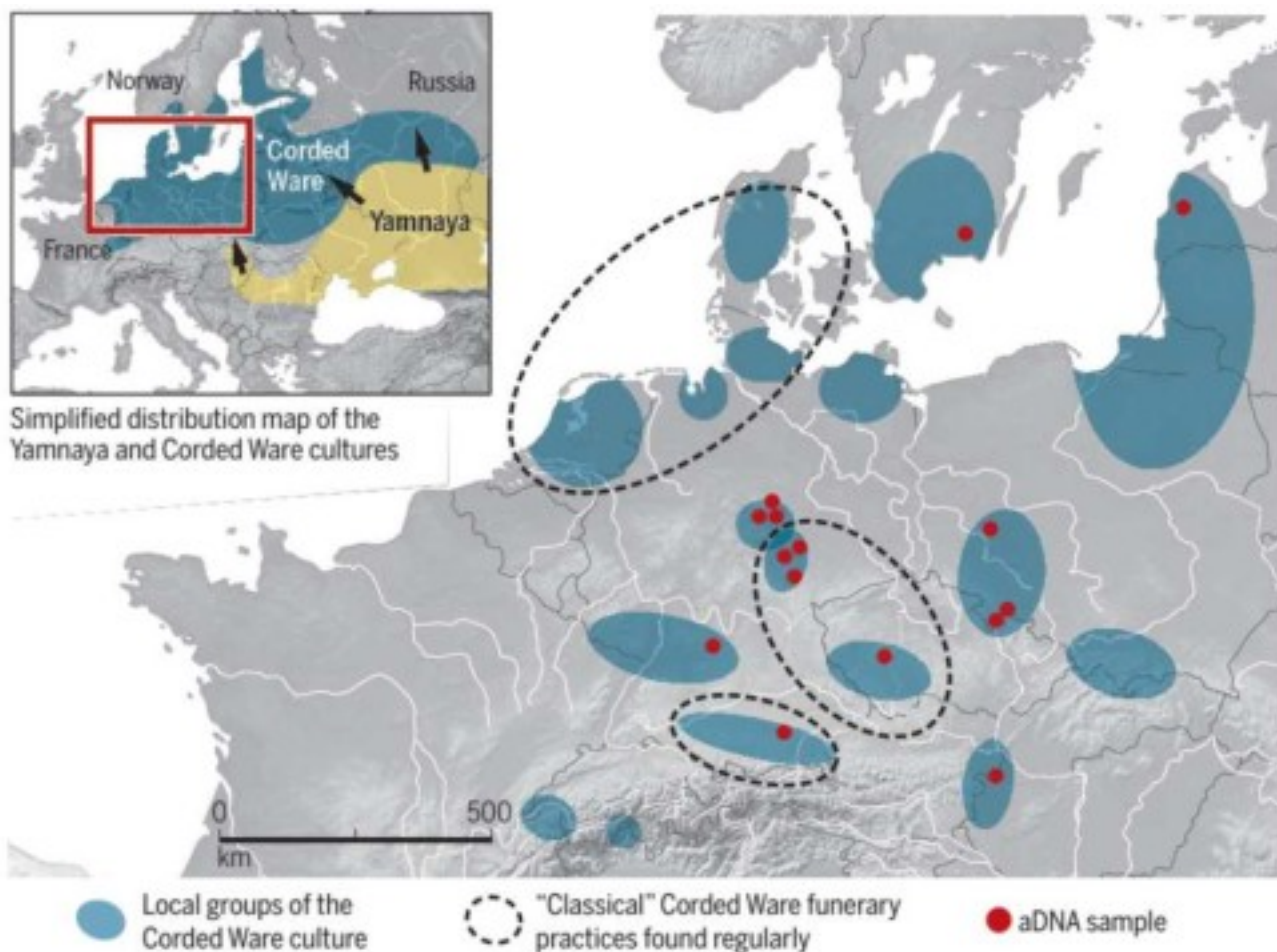 Norway
Russia
Corded
Ware
Yamnaya
France
Simplified distribution map of the
Yamnaya and Corded Ware cultures
0
500
km
Local groups of the
Corded Ware culture
“Classical” Corded Ware funerary
practices found regularly
aDNA sample